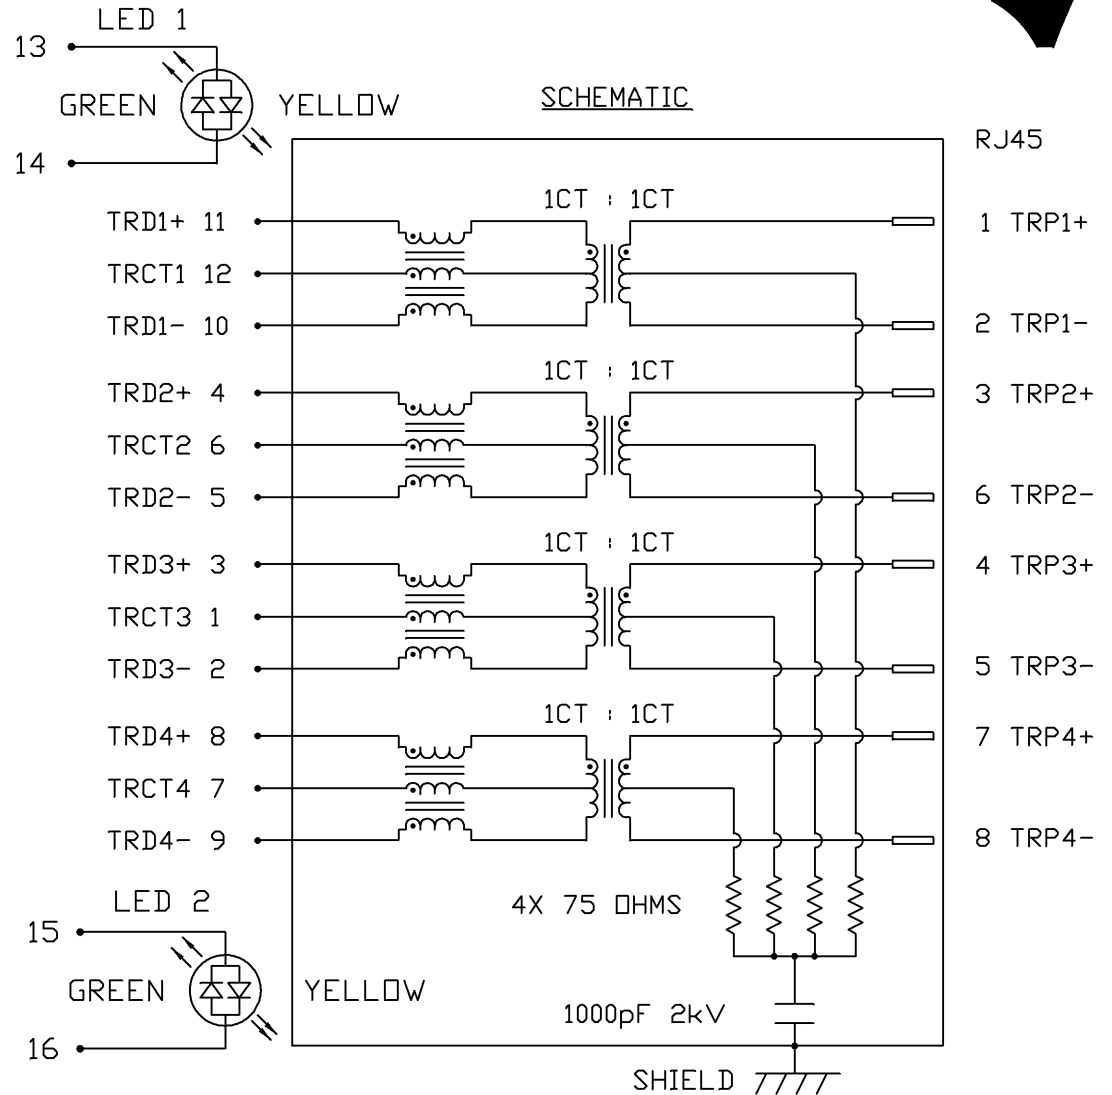 LED 1
13
GREEN YELLOW
14
SCHEMATIC
RJ45
1CT : 1CT
TRD1+ 11
1 TRP1+
TRCT1 12
TRD1- 10
2 TRP1-
1CT : 1CT
TRD2+ 4
3 TRP2+
TRCT2 6
TRD2- 5
6 TRP2-
1CT : 1CT
TRD3+ 3
4 TRP3+
TRCT3 1
TRD3- 2
5 TRP3-
1CT : 1CT
TRD4+ 8
7 TRP4+
TRCT4 7
TRD4- 9
8 TRP4-
4X 75 OHMS
LED 2
15
GREEN YELLOW
16
1000pF 2kV
SHIELD